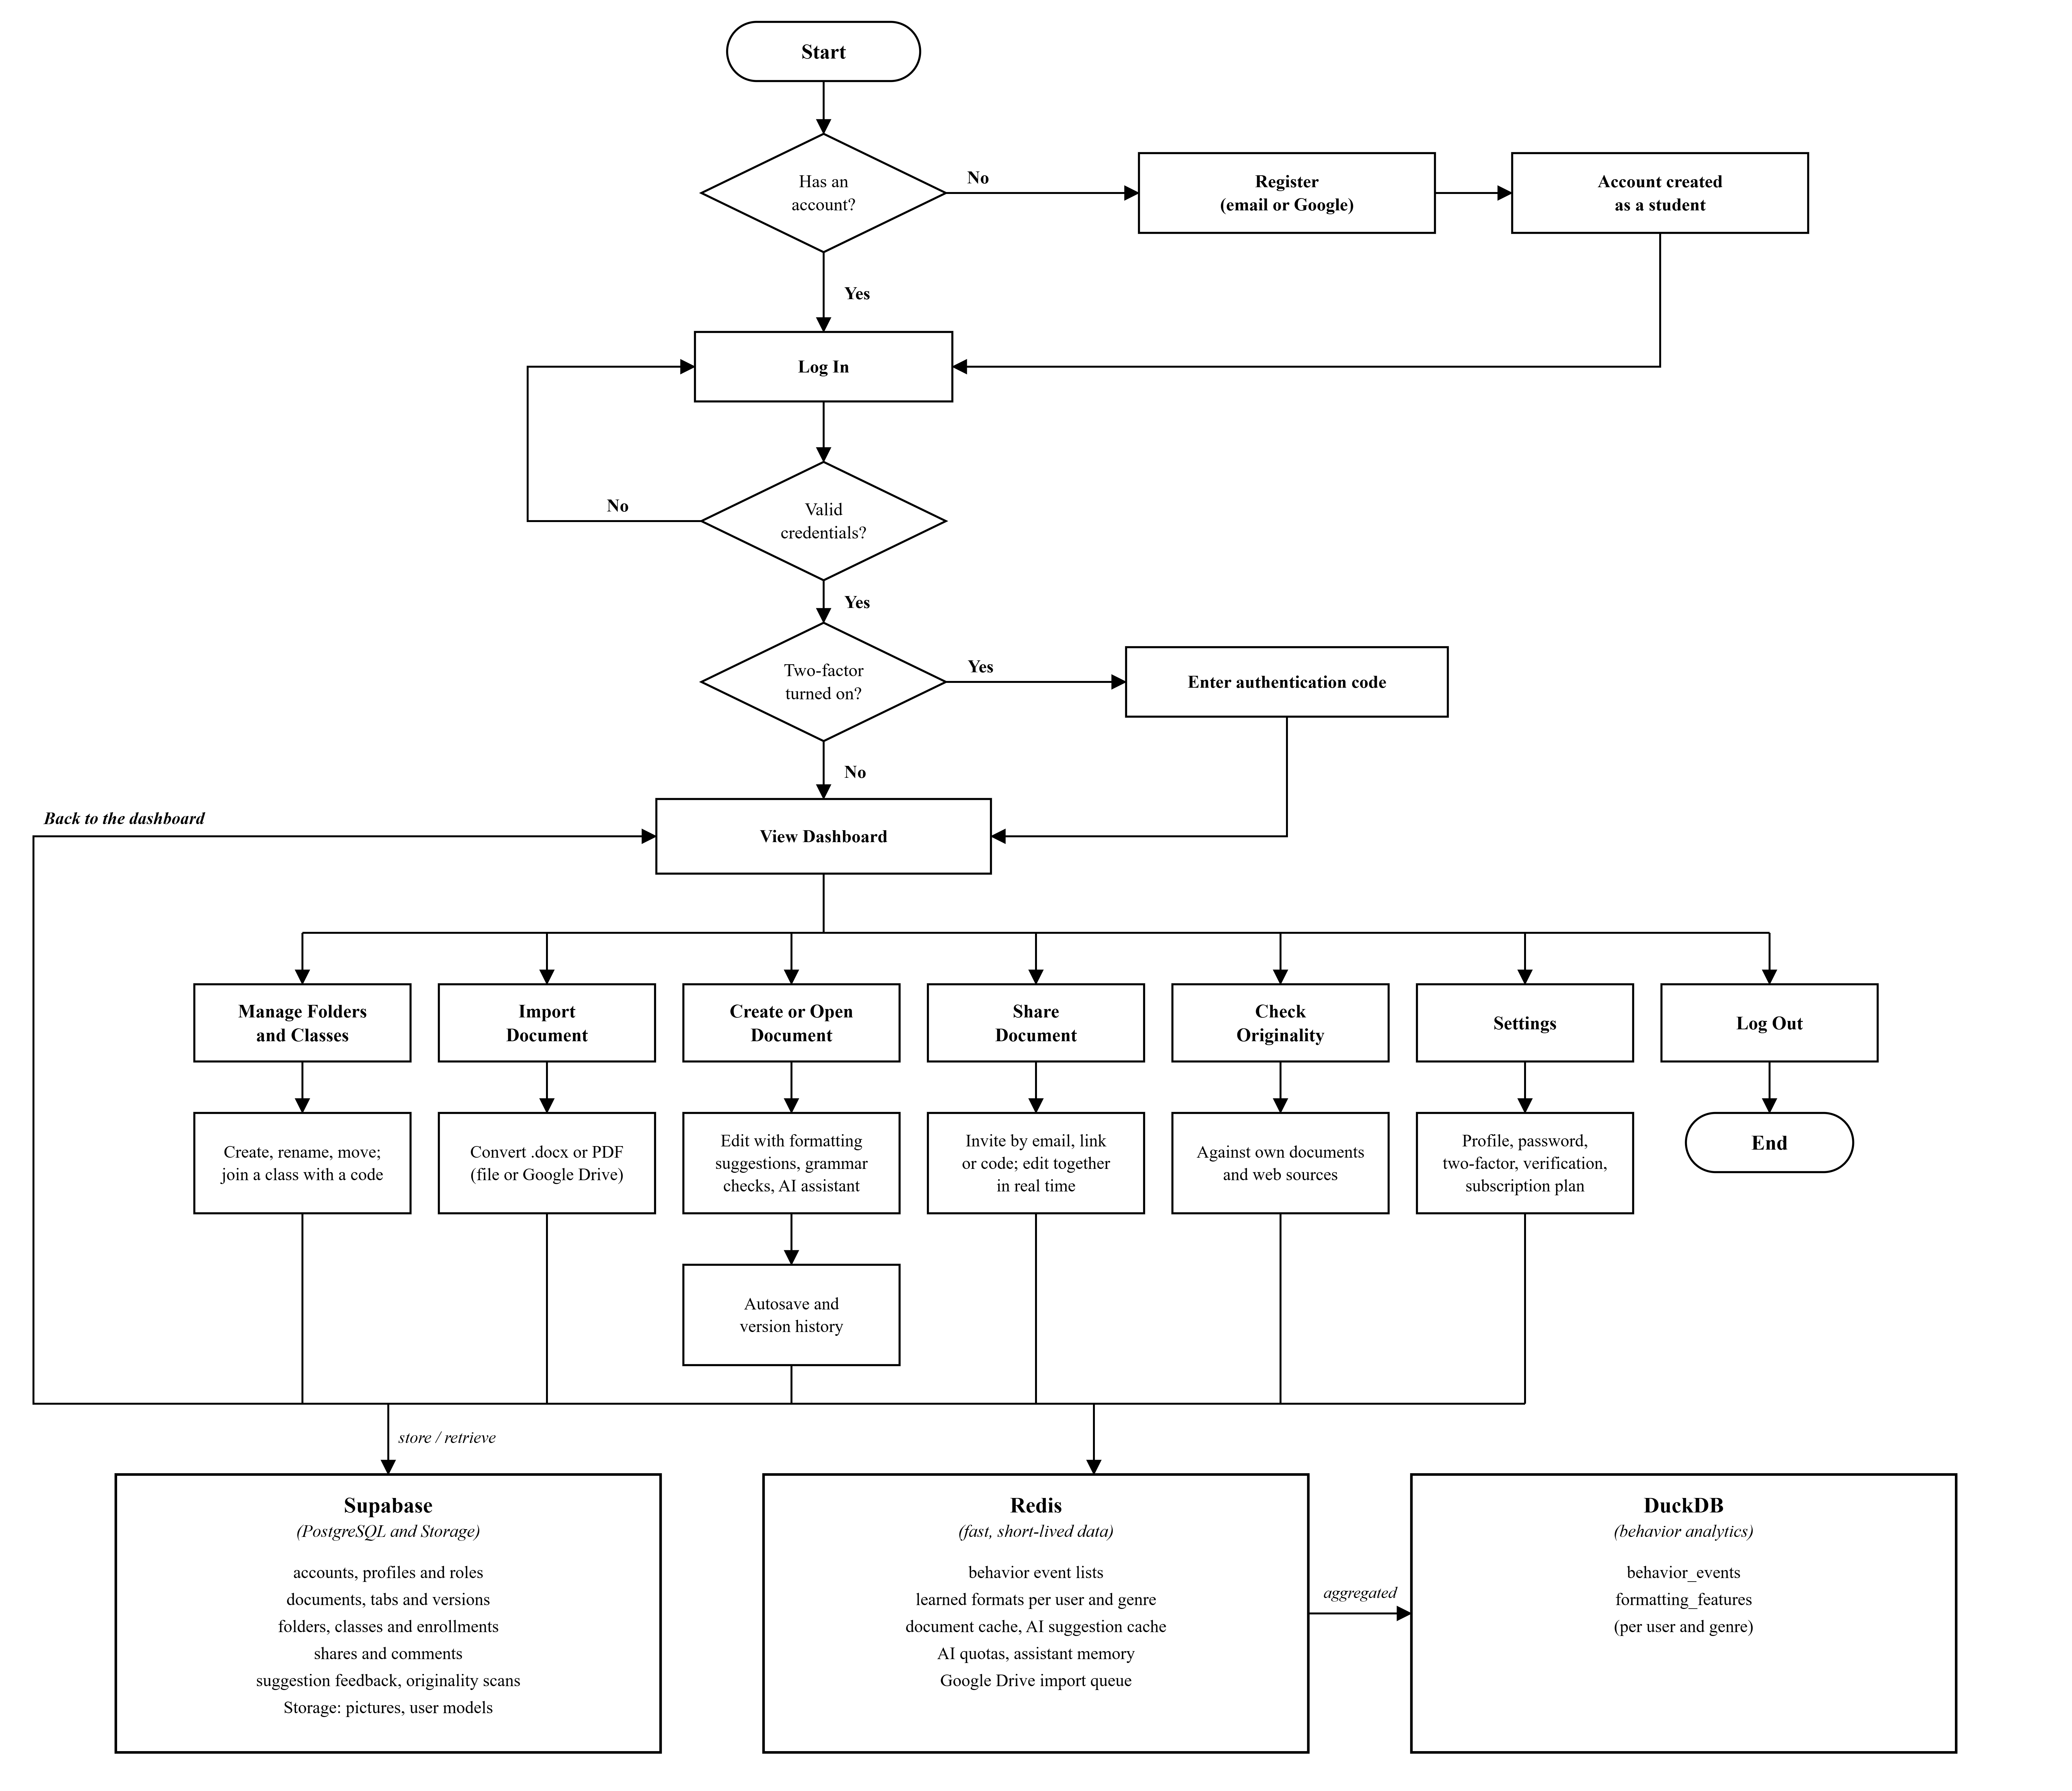 Start
Has an
account?
No
Register
(email or Google)
Account created
as a student
Yes
Log In
No
Valid
credentials?
Yes
Two-factor
turned on?
Yes
Enter authentication code
No
Back to the dashboard
View Dashboard
Manage Folders
and Classes
Import
Document
Create or Open
Document
Share
Document
Check
Originality
Settings
Log Out
Create, rename, move;
join a class with a code
Convert .docx or PDF
(file or Google Drive)
Edit with formatting
suggestions, grammar
checks, AI assistant
Invite by email, link
or code; edit together
in real time
Against own documents
and web sources
Profile, password,
two-factor, verification,
subscription plan
End
Autosave and
version history
store / retrieve
Supabase
(PostgreSQL and Storage)
accounts, profiles and roles
documents, tabs and versions
folders, classes and enrollments
shares and comments
suggestion feedback, originality scans
Storage: pictures, user models
Redis
(fast, short-lived data)
behavior event lists
learned formats per user and genre
document cache, AI suggestion cache
AI quotas, assistant memory
Google Drive import queue
aggregated
DuckDB
(behavior analytics)
behavior_events
formatting_features
(per user and genre)